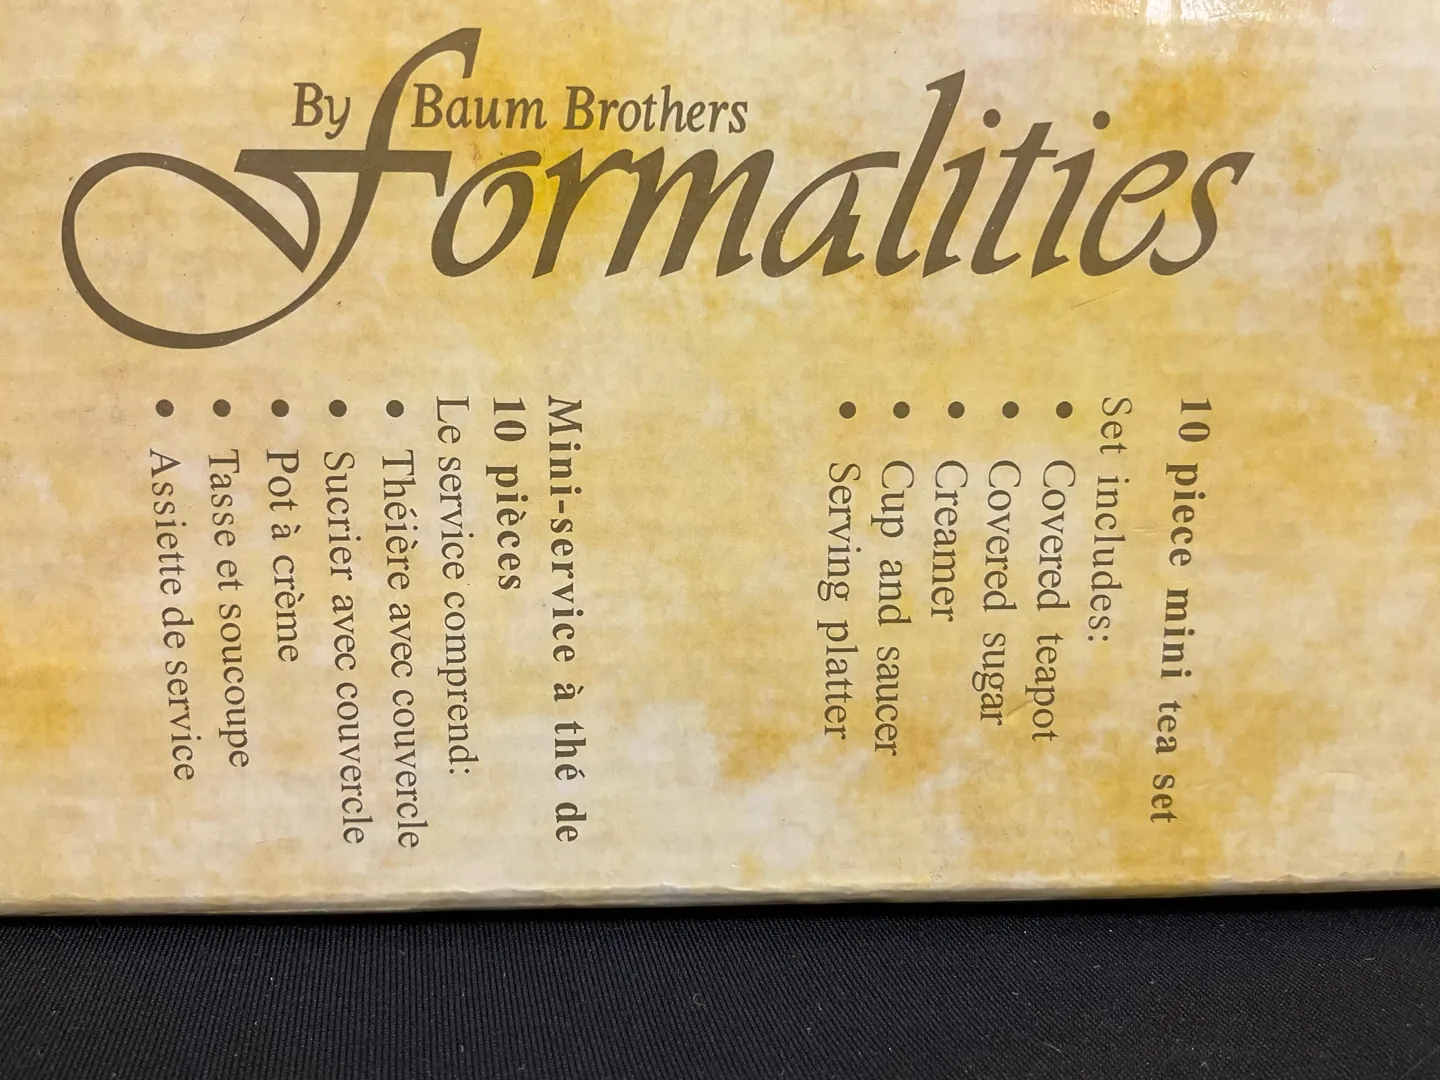 By Baum Brothers
formalities
10 piece mini tea set
Set includes:
• Covered teapot
• Covered sugar
• Creamer
• Cup and saucer
• Serving platter
Mini-service à thé de
10 pièces
Le service comprend:
• Théière avec couvercle
• Sucrier avec couvercle
• Pot à crème
• Tasse et soucoupe
• Assiette de service